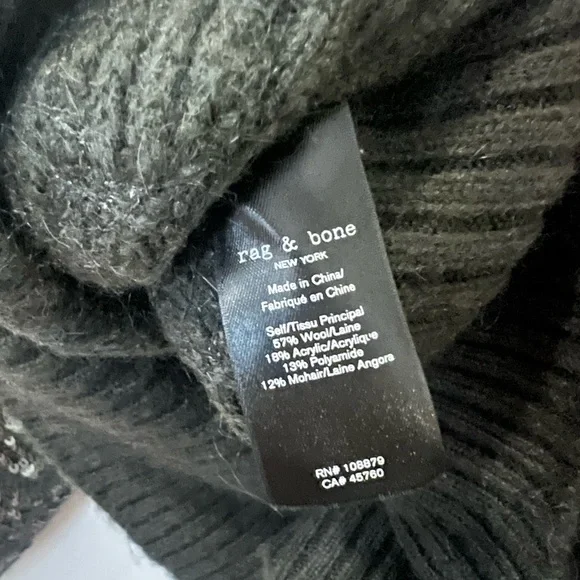 rag & bone
NEW YORK
Made in China/
Fabriqué en Chine
Self/Tissu Principal
57% Wool/Laine
18% Acrylic/Acrylique
13% Polyamide
12% Mohair/Laine Angora
RN# 108879
CA# 45760